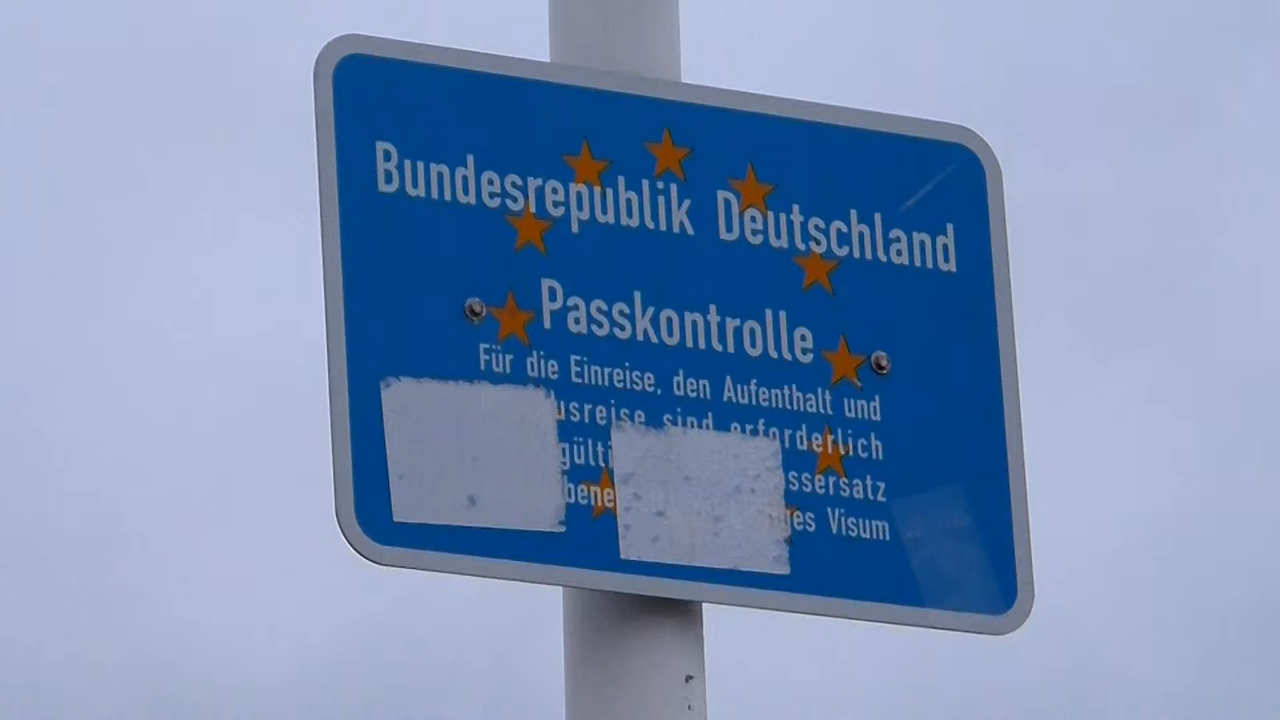 Bundesrepublik Deutschland
Passkontrolle
Für die Einreise, den Aufenthalt und
usreise sind erforderlich
gülti ssersatz
bene es Visum